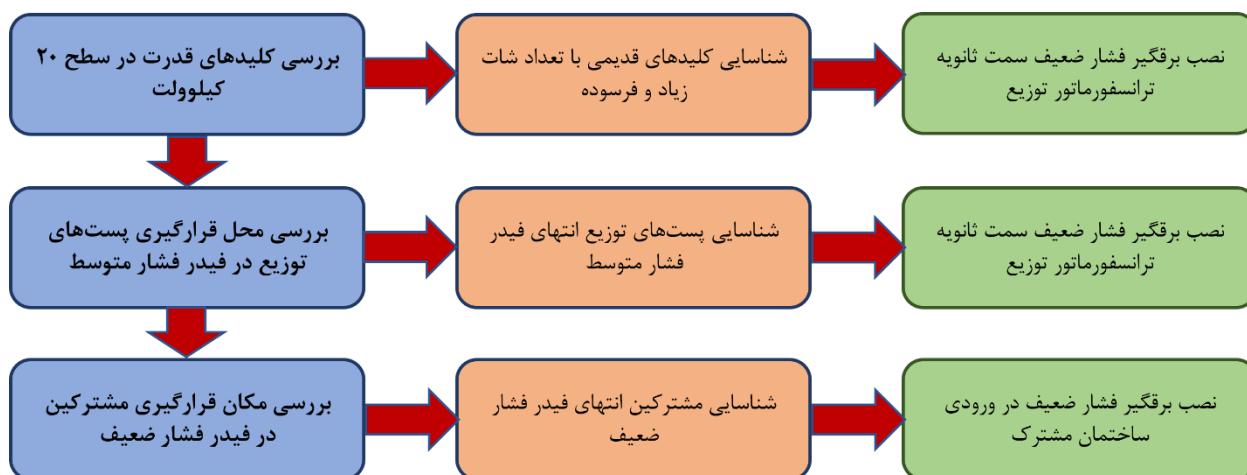 بررسی کلیدهای قدرت در سطح ۲۰
کیلوولت
شناسایی کلیدهای قدیمی با تعداد شات
زیاد و فرسوده
نصب برقگیر فشار ضعیف سمت ثانویه
ترانسفورماتور توزیع
بررسی محل قرارگیری پست‌های
توزیع در فیدر فشار متوسط
شناسایی پست‌های توزیع انتهای فیدر
فشار متوسط
نصب برقگیر فشار ضعیف سمت ثانویه
ترانسفورماتور توزیع
بررسی مکان قرارگیری مشترکین
در فیدر فشار ضعیف
شناسایی مشترکین انتهای فیدر فشار
ضعیف
نصب برقگیر فشار ضعیف در ورودی
ساختمان مشترک